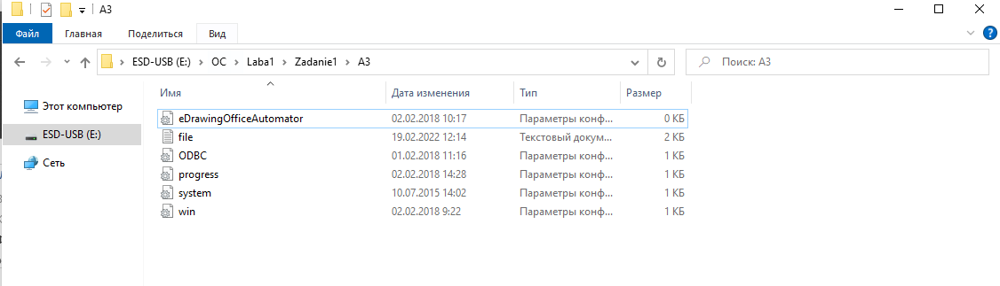 А3
Файл Главная Поделиться Вид
ESD-USB (E:) ОС Laba1 Zadanie1 А3 Поиск: А3
Имя Дата изменения Тип Размер
Этот компьютер
ESD-USB (E:)
Сеть
eDrawingOfficeAutomator 02.02.2018 10:17 Параметры конф... 0 КБ
file 19.02.2022 12:14 Текстовый докум... 2 КБ
ODBC 01.02.2018 11:16 Параметры конф... 1 КБ
progress 02.02.2018 14:28 Параметры конф... 1 КБ
system 10.07.2015 14:02 Параметры конф... 1 КБ
win 02.02.2018 9:22 Параметры конф... 1 КБ